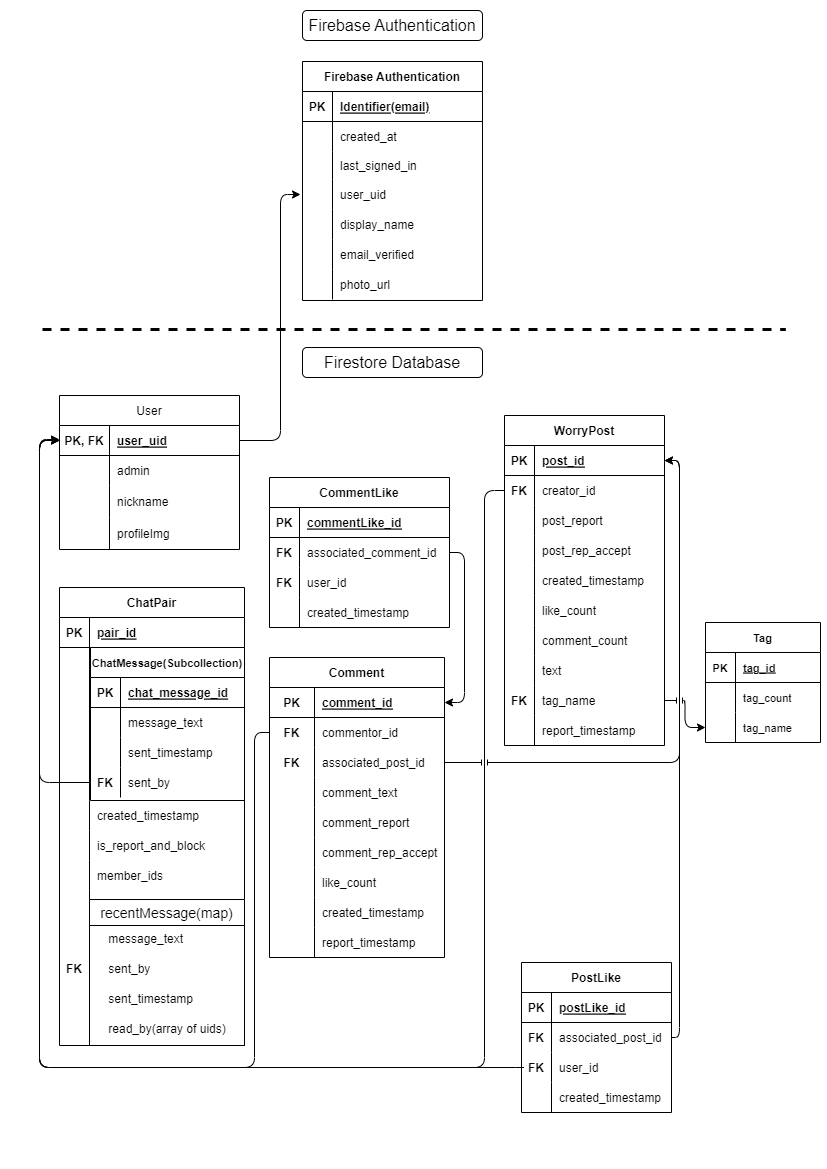 Firebase Authentication
Firebase Authentication
PK Identifier(email)
created_at
last_signed_in
user_uid
display_name
email_verified
photo_url
Firestore Database
User
PK, FK user_uid
admin
nickname
profileImg
ChatPair
PK pair_id
ChatMessage(Subcollection)
PK chat_message_id
message_text
sent_timestamp
FK sent_by
created_timestamp
is_report_and_block
member_ids
recentMessage(map)
message_text
FK sent_by
sent_timestamp
read_by(array of uids)
CommentLike
PK commentLike_id
FK associated_comment_id
FK user_id
created_timestamp
Comment
PK comment_id
FK commentor_id
FK associated_post_id
comment_text
comment_report
comment_rep_accept
like_count
created_timestamp
report_timestamp
WorryPost
PK post_id
FK creator_id
post_report
post_rep_accept
created_timestamp
like_count
comment_count
text
FK tag_name
report_timestamp
Tag
PK tag_id
tag_count
tag_name
PostLike
PK postLike_id
FK associated_post_id
FK user_id
created_timestamp